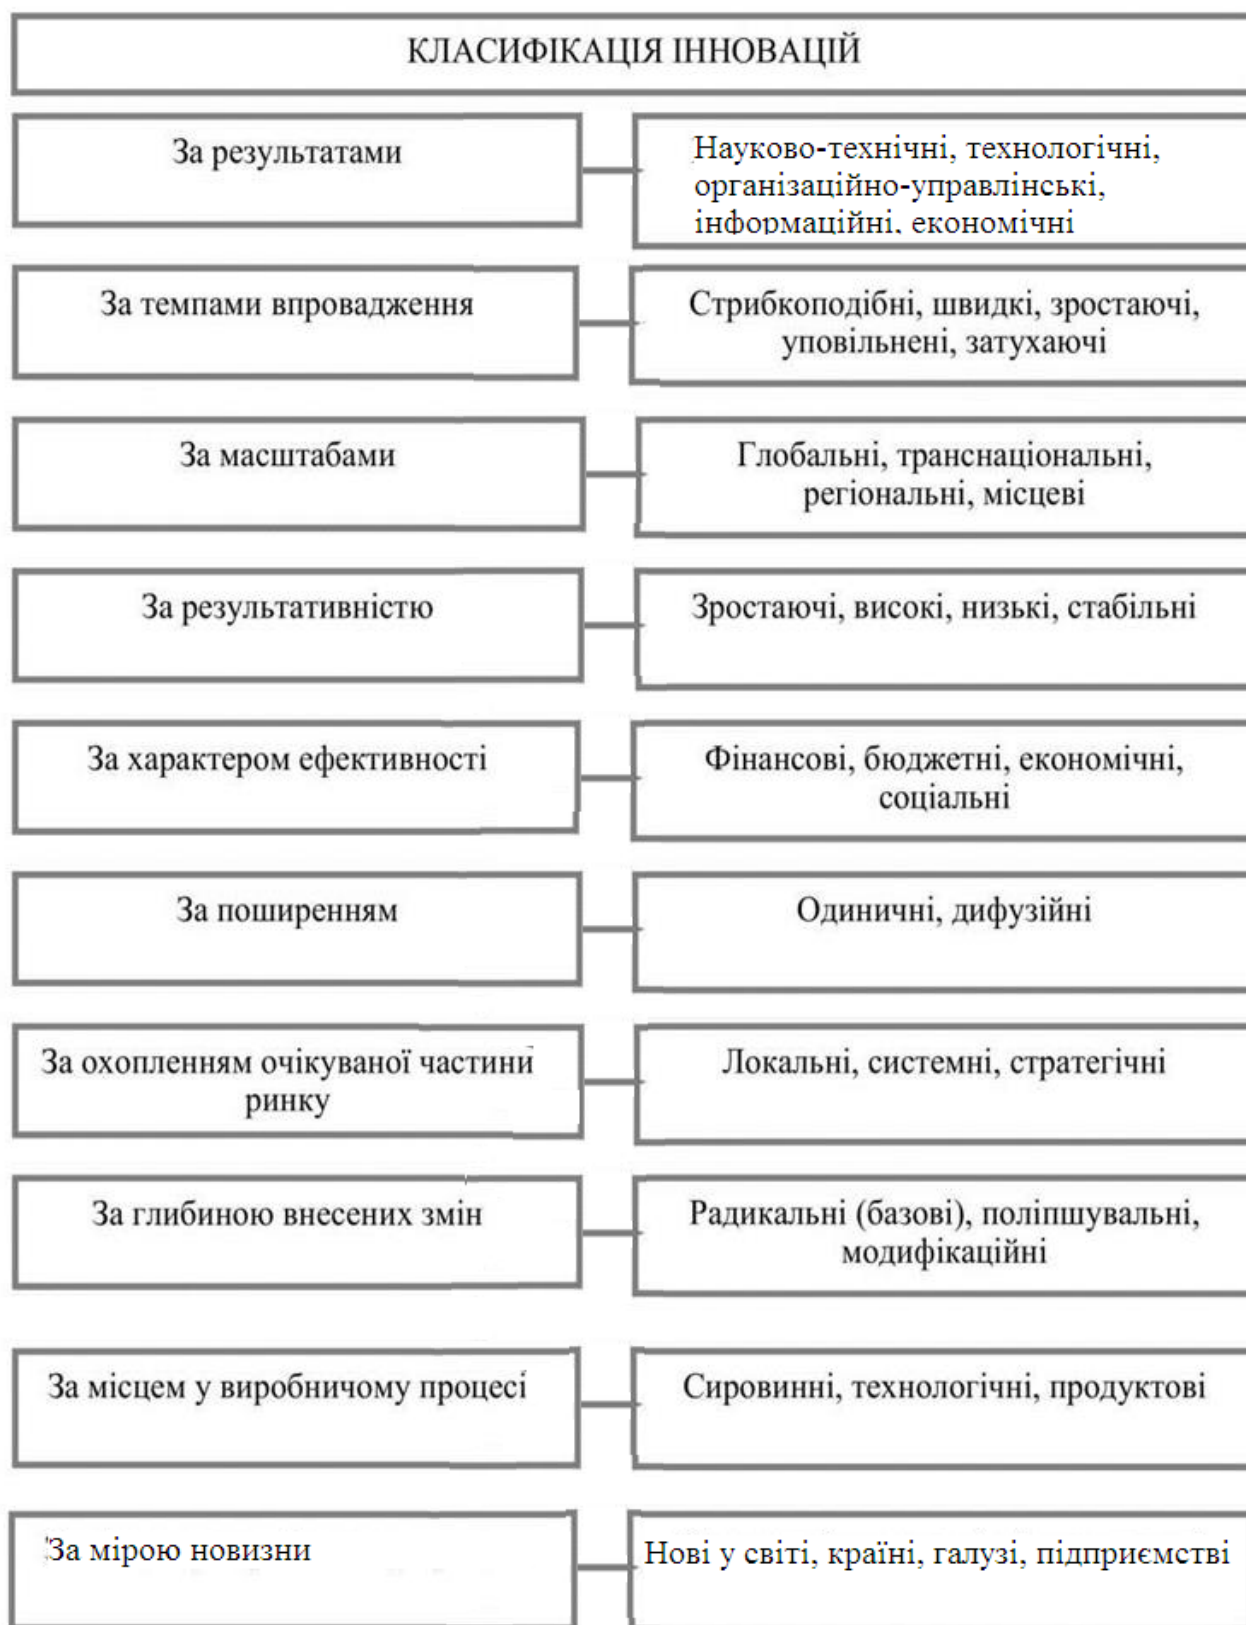 КЛАСИФІКАЦІЯ ІННОВАЦІЙ
За результатами
Науково-технічні, технологічні,
організаційно-управлінські,
інформаційні, економічні
За темпами впровадження
Стрибкоподібні, швидкі, зростаючі,
уповільнені, затухаючі
За масштабами
Глобальні, транснаціональні,
регіональні, місцеві
За результативністю
Зростаючі, високі, низькі, стабільні
За характером ефективності
Фінансові, бюджетні, економічні,
соціальні
За поширенням
Одиничні, дифузійні
За охопленням очікуваної частини
ринку
Локальні, системні, стратегічні
За глибиною внесених змін
Радикальні (базові), поліпшувальні,
модифікаційні
За місцем у виробничому процесі
Сировинні, технологічні, продуктові
За мірою новизни
Нові у світі, країні, галузі, підприємстві